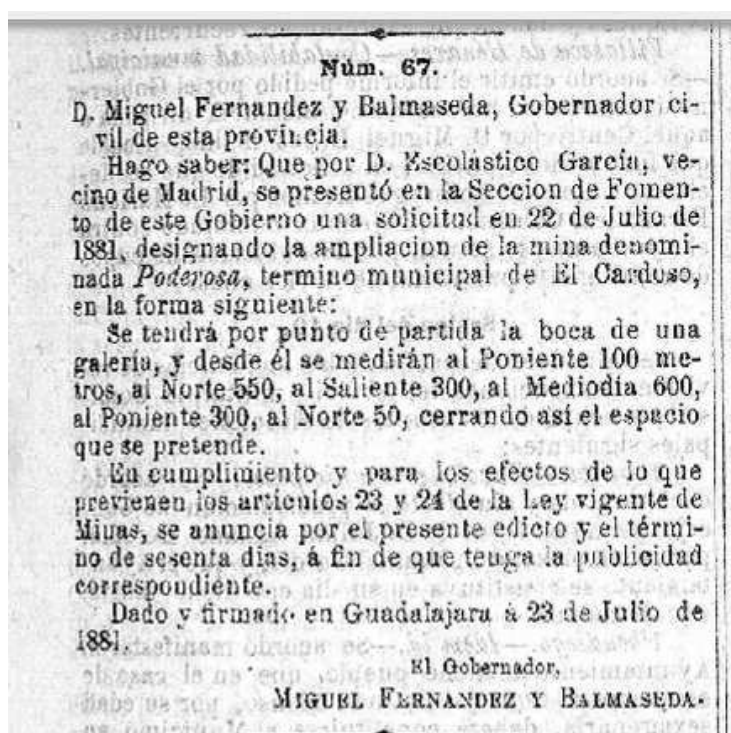 Núm. 67.
D. Miguel Fernandez y Balmaseda, Gobernador ci-
vil de esta provincia.
Hago saber: Que por D. Escolástico García, ve-
cino de Madrid, se presentó en la Seccion de Fomen-
to de este Gobierno una solicitud en 22 de Julio de
1881, designando la ampliacion de la mina denomi-
nada Poderosa, termino municipal de El Cardoso,
en la forma siguiente:
Se tendrá por punto de partida la boca de una
galería, y desde él se medirán al Poniente 100 me-
tros, al Norte 550, al Saliente 300, al Mediodia 600,
al Poniente 300, al Norte 50, cerrando así el espacio
que se pretende.
En cumplimiento y para los efectos de lo que
previenen los articulos 23 y 24 de la Ley vigente de
Minas, se anuncia por el presente edicto y el térmi-
no de sesenta dias, á fin de que tenga la publicidad
correspondiente.
Dado y firmado en Guadalajara á 23 de Julio de
1881.
El Gobernador,
MIGUEL FERNANDEZ Y BALMASEDA.